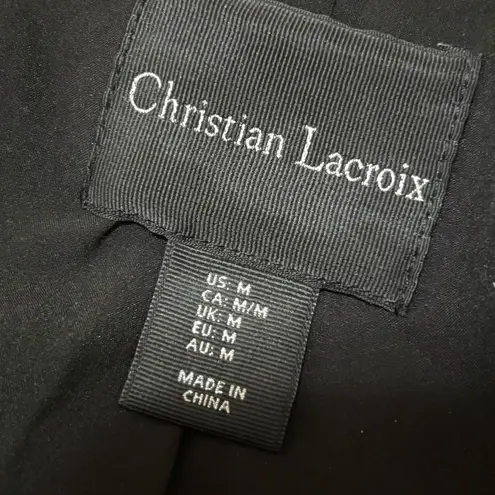 Christian Lacroix
US: M
CA: M/M
UK: M
EU: M
AU: M
MADE IN
CHINA